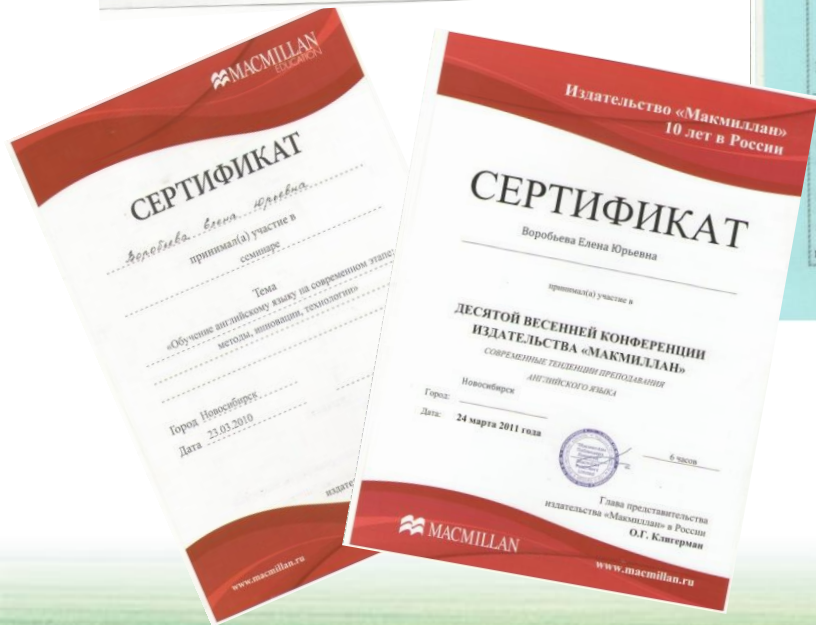 MACMILLAN
EDUCATION
СЕРТИФИКАТ
Воробьева Елена Юрьевна
принимал(а) участие в
семинаре
Тема
«Обучение английскому языку на современном этапе:
методы, инновации, технологии»
Город Новосибирск
Дата 23.03.2010
www.macmillan.ru
Издательство «Макмиллан»
10 лет в России
СЕРТИФИКАТ
Воробьева Елена Юрьевна
принимал(а) участие в
ДЕСЯТОЙ ВЕСЕННЕЙ КОНФЕРЕНЦИИ
ИЗДАТЕЛЬСТВА «МАКМИЛЛАН»
СОВРЕМЕННЫЕ ТЕНДЕНЦИИ ПРЕПОДАВАНИЯ
АНГЛИЙСКОГО ЯЗЫКА
Город: Новосибирск
Дата: 24 марта 2011 года
6 часов
Глава представительства
издательства «Макмиллан» в России
О.Г. Клигерман
MACMILLAN
www.macmillan.ru